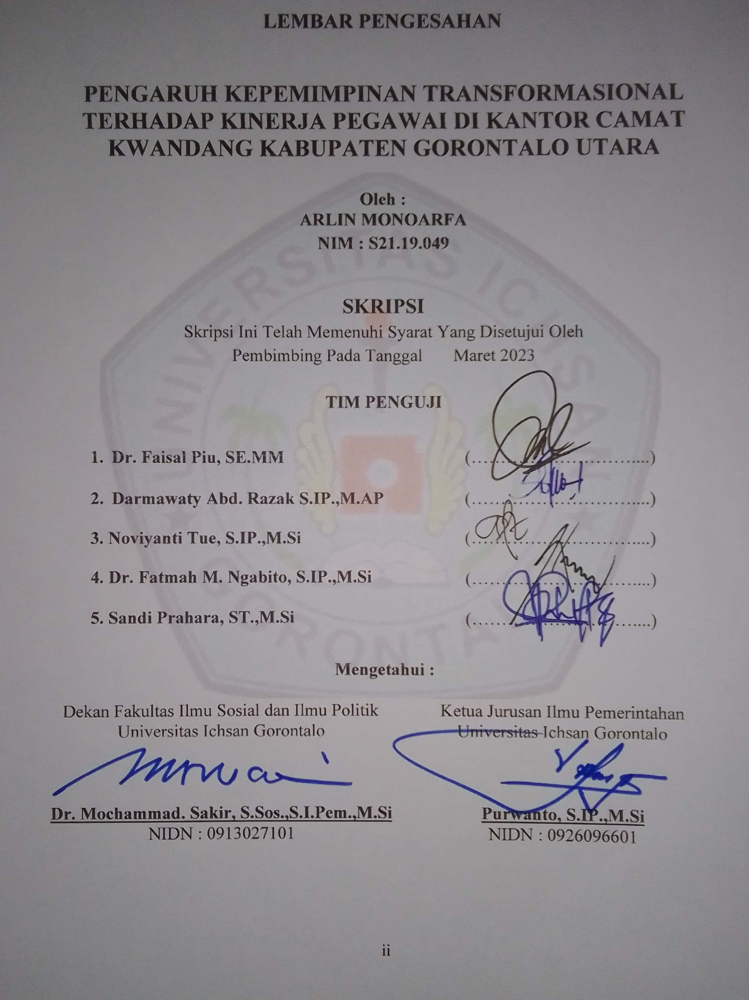 LEMBAR PENGESAHAN
PENGARUH KEPEMIMPINAN TRANSFORMASIONAL
TERHADAP KINERJA PEGAWAI DI KANTOR CAMAT
KWANDANG KABUPATEN GORONTALO UTARA
Oleh :
ARLIN MONOARFA
NIM : S21.19.049
UNIVERSITAS ICHSAN
GORONTALO
SKRIPSI
Skripsi Ini Telah Memenuhi Syarat Yang Disetujui Oleh
Pembimbing Pada Tanggal Maret 2023
TIM PENGUJI
1. Dr. Faisal Piu, SE.MM (................................)
2. Darmawaty Abd. Razak S.IP.,M.AP (................................)
3. Noviyanti Tue, S.IP.,M.Si (................................)
4. Dr. Fatmah M. Ngabito, S.IP.,M.Si (................................)
5. Sandi Prahara, ST.,M.Si (................................)
Mengetahui :
Dekan Fakultas Ilmu Sosial dan Ilmu Politik
Universitas Ichsan Gorontalo
Dr. Mochammad. Sakir, S.Sos.,S.I.Pem.,M.Si
NIDN : 0913027101
Ketua Jurusan Ilmu Pemerintahan
Universitas Ichsan Gorontalo
Purwanto, S.IP.,M.Si
NIDN : 0926096601
ii